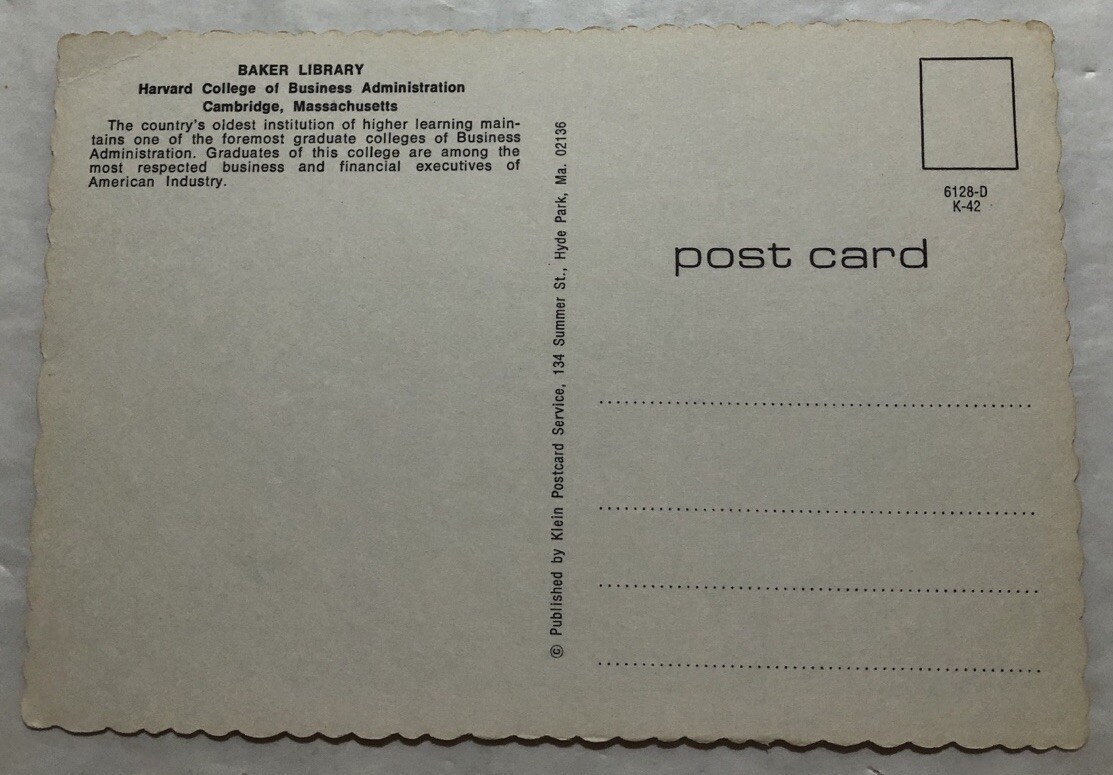 BAKER LIBRARY
Harvard College of Business Administration
Cambridge, Massachusetts
The country's oldest institution of higher learning main-
tains one of the foremost graduate colleges of Business
Administration. Graduates of this college are among the
most respected business and financial executives of
American Industry.
© Published by Klein Postcard Service, 134 Summer St., Hyde Park, Ma. 02136
6128-D
K-42
post card